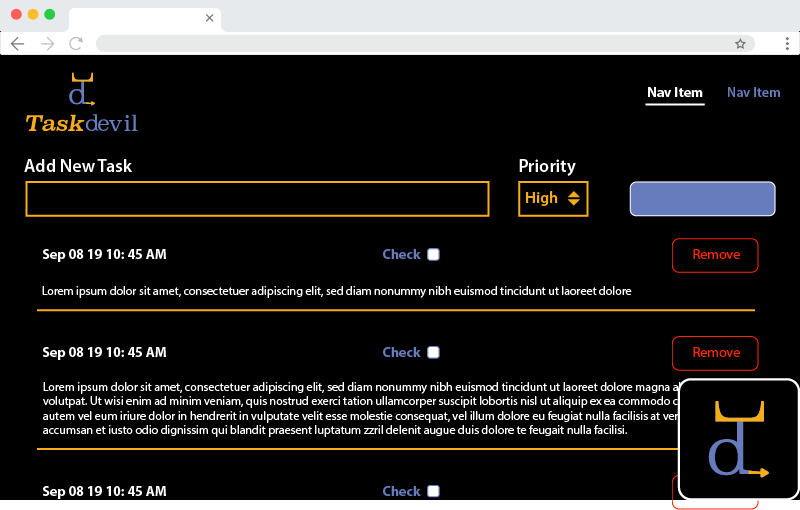 Taskdevil
Nav Item
Nav Item
Add New Task
Priority
High
Sep 08 19 10: 45 AM
Check
Remove
Lorem ipsum dolor sit amet, consectetuer adipiscing elit, sed diam nonummy nibh euismod tincidunt ut laoreet dolore
Sep 08 19 10: 45 AM
Check
Remove
Lorem ipsum dolor sit amet, consectetuer adipiscing elit, sed diam nonummy nibh euismod tincidunt ut laoreet dolore magna
volutpat. Ut wisi enim ad minim veniam, quis nostrud exerci tation ullamcorper suscipit lobortis nisl ut aliquip ex ea commodo
autem vel eum iriure dolor in hendrerit in vulputate velit esse molestie consequat, vel illum dolore eu feugiat nulla facilisis at
accumsan et iusto odio dignissim qui blandit praesent luptatum zzril delenit augue duis dolore te feugait nulla facilisi.
Sep 08 19 10: 45 AM
Check